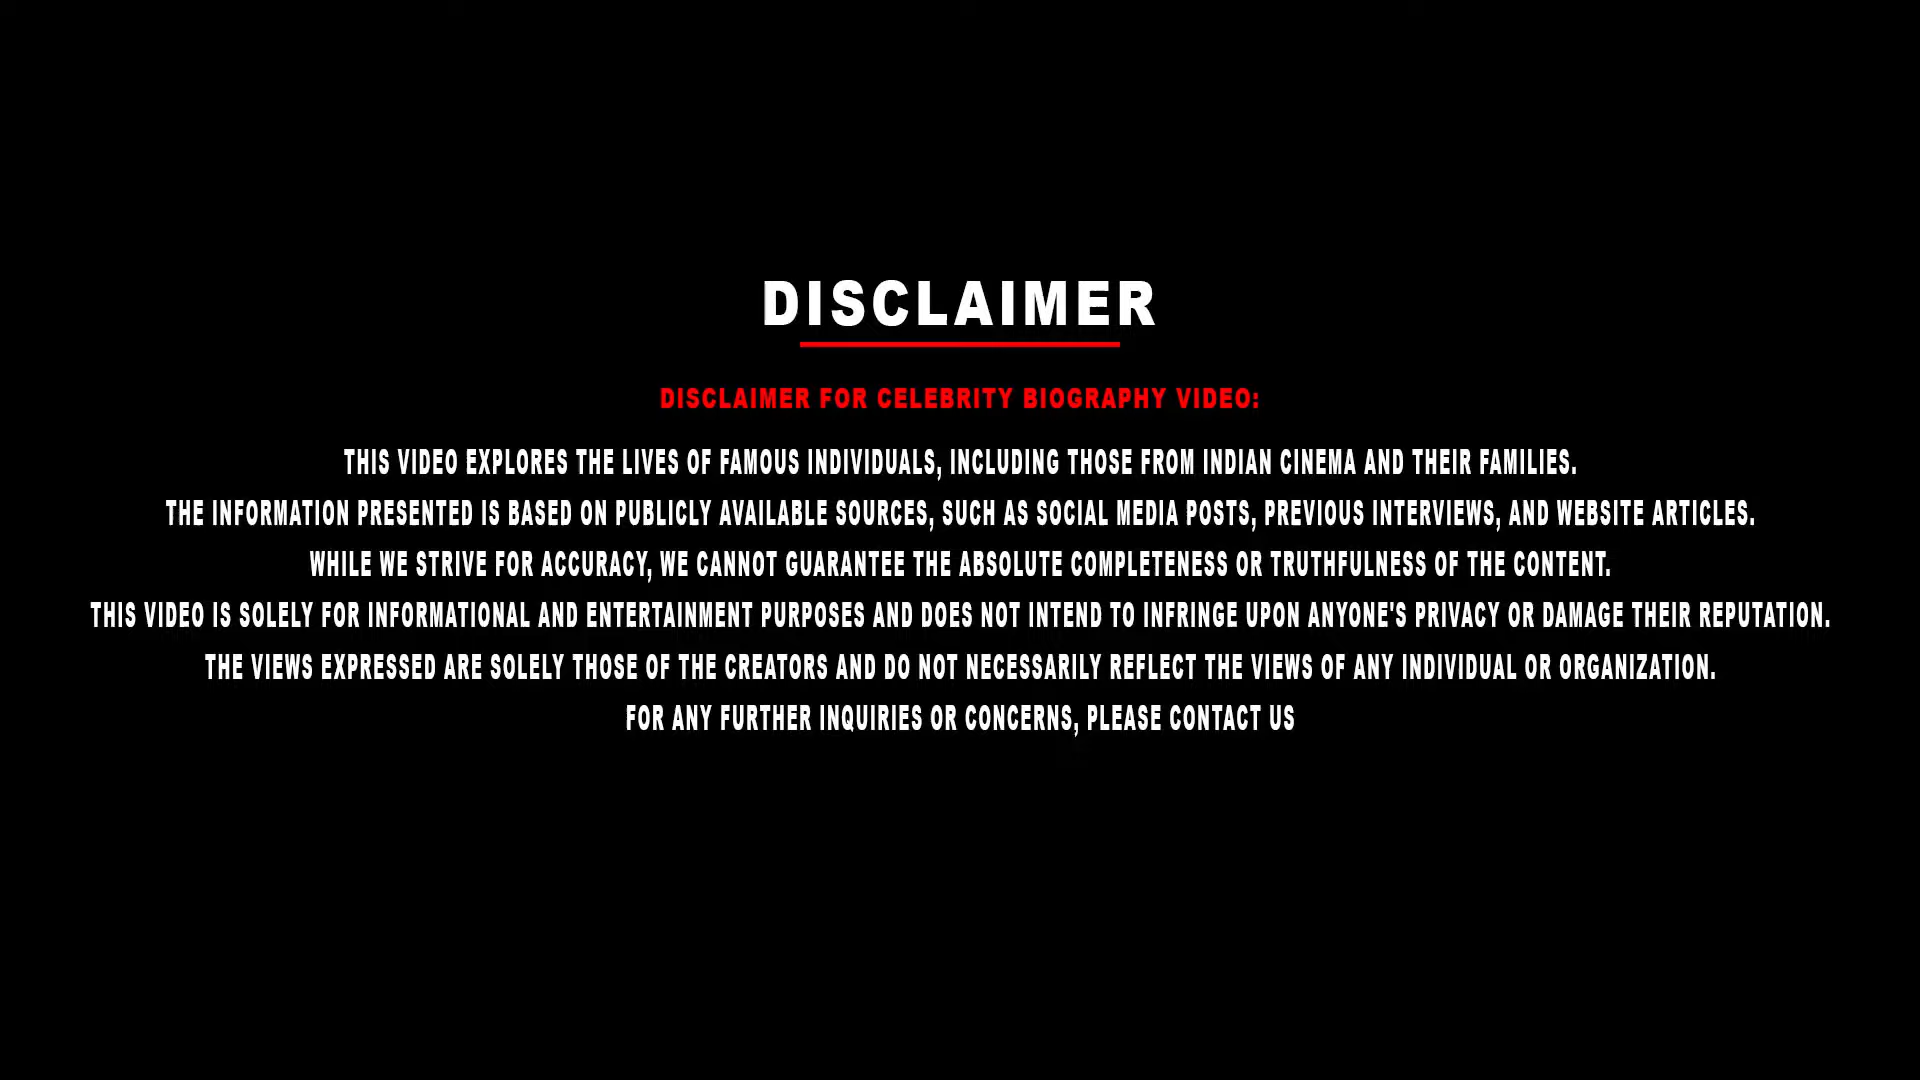 DISCLAIMER
DISCLAIMER FOR CELEBRITY BIOGRAPHY VIDEO:
THIS VIDEO EXPLORES THE LIVES OF FAMOUS INDIVIDUALS, INCLUDING THOSE FROM INDIAN CINEMA AND THEIR FAMILIES.
THE INFORMATION PRESENTED IS BASED ON PUBLICLY AVAILABLE SOURCES, SUCH AS SOCIAL MEDIA POSTS, PREVIOUS INTERVIEWS, AND WEBSITE ARTICLES.
WHILE WE STRIVE FOR ACCURACY, WE CANNOT GUARANTEE THE ABSOLUTE COMPLETENESS OR TRUTHFULNESS OF THE CONTENT.
THIS VIDEO IS SOLELY FOR INFORMATIONAL AND ENTERTAINMENT PURPOSES AND DOES NOT INTEND TO INFRINGE UPON ANYONE'S PRIVACY OR DAMAGE THEIR REPUTATION.
THE VIEWS EXPRESSED ARE SOLELY THOSE OF THE CREATORS AND DO NOT NECESSARILY REFLECT THE VIEWS OF ANY INDIVIDUAL OR ORGANIZATION.
FOR ANY FURTHER INQUIRIES OR CONCERNS, PLEASE CONTACT US